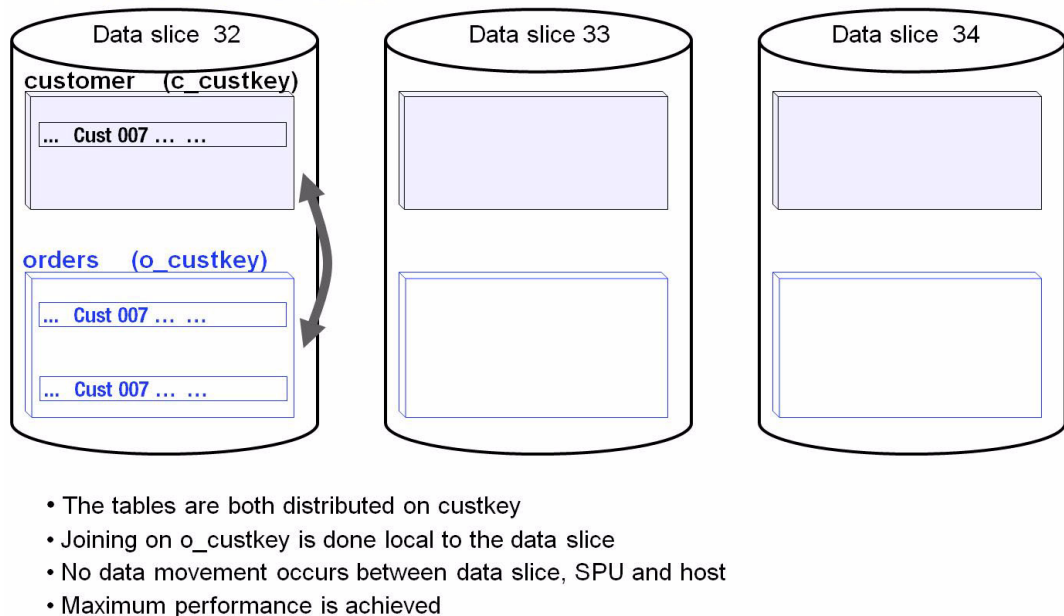 Data slice 32
Data slice 33
Data slice 34
customer (c_custkey)
... Cust 007 ... ...
orders (o_custkey)
... Cust 007 ... ...
... Cust 007 ... ...
• The tables are both distributed on custkey
• Joining on o_custkey is done local to the data slice
• No data movement occurs between data slice, SPU and host
• Maximum performance is achieved